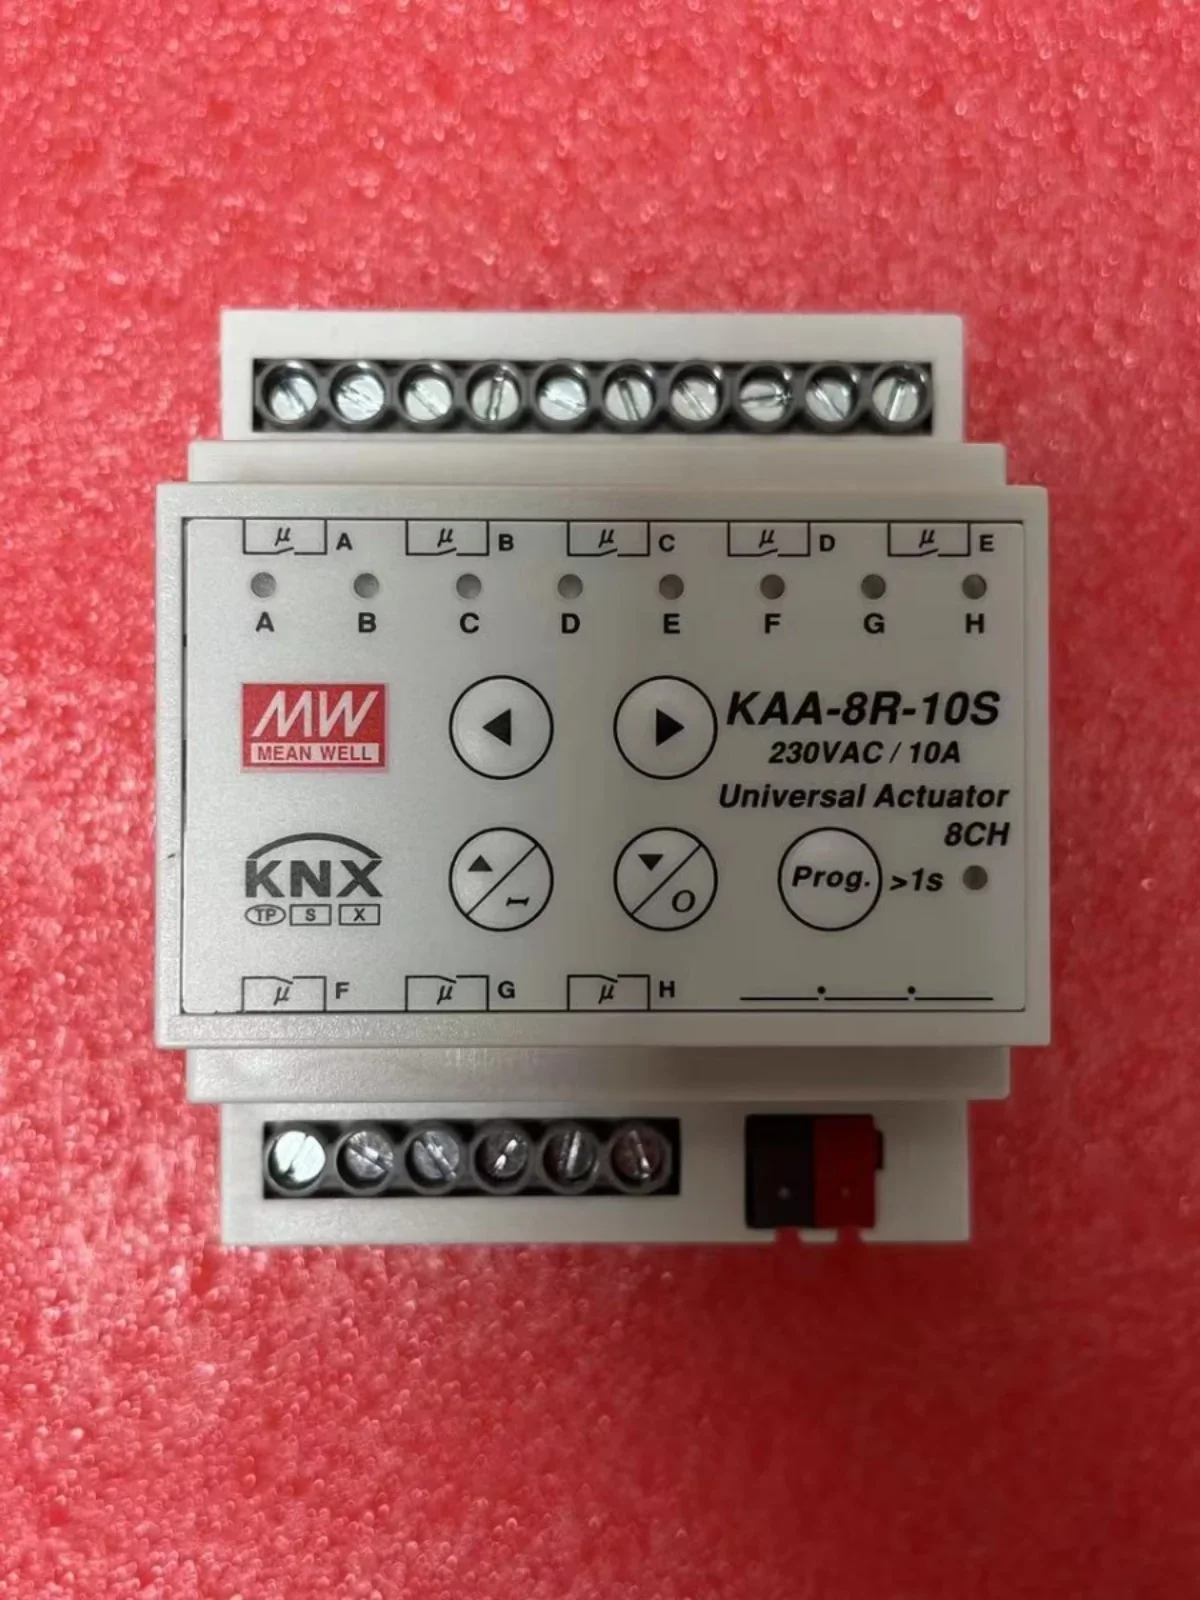 μ A μ B μ C μ D μ E
A B C D E F G H
MW
MEAN WELL
KAA-8R-10S
230VAC / 10A
Universal Actuator
8CH
KNX
TP S X
I
O
Prog. >1s
μ F μ G μ H